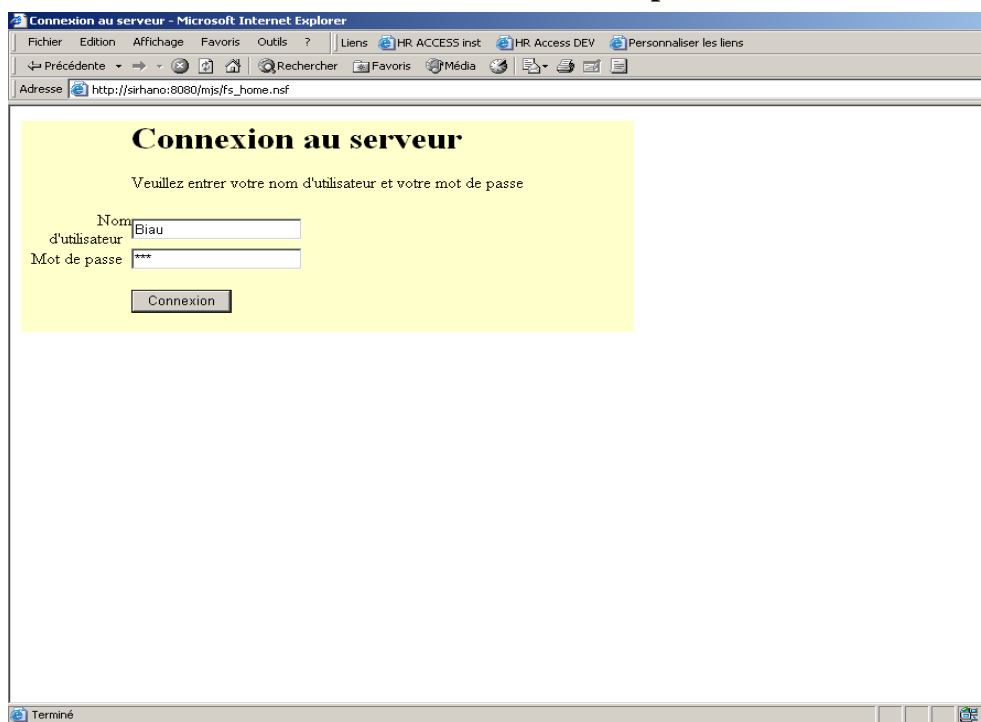 Connexion au serveur - Microsoft Internet Explorer
Fichier Edition Affichage Favoris Outils ? Liens HR ACCESS inst HR Access DEV Personnaliser les liens
Précédente Rechercher Favoris Média
Adresse http://sirhano:8080/mjs/fs_home.nsf
Connexion au serveur
Veuillez entrer votre nom d'utilisateur et votre mot de passe
Nom
d'utilisateur Biau
Mot de passe ***
Connexion
Terminé